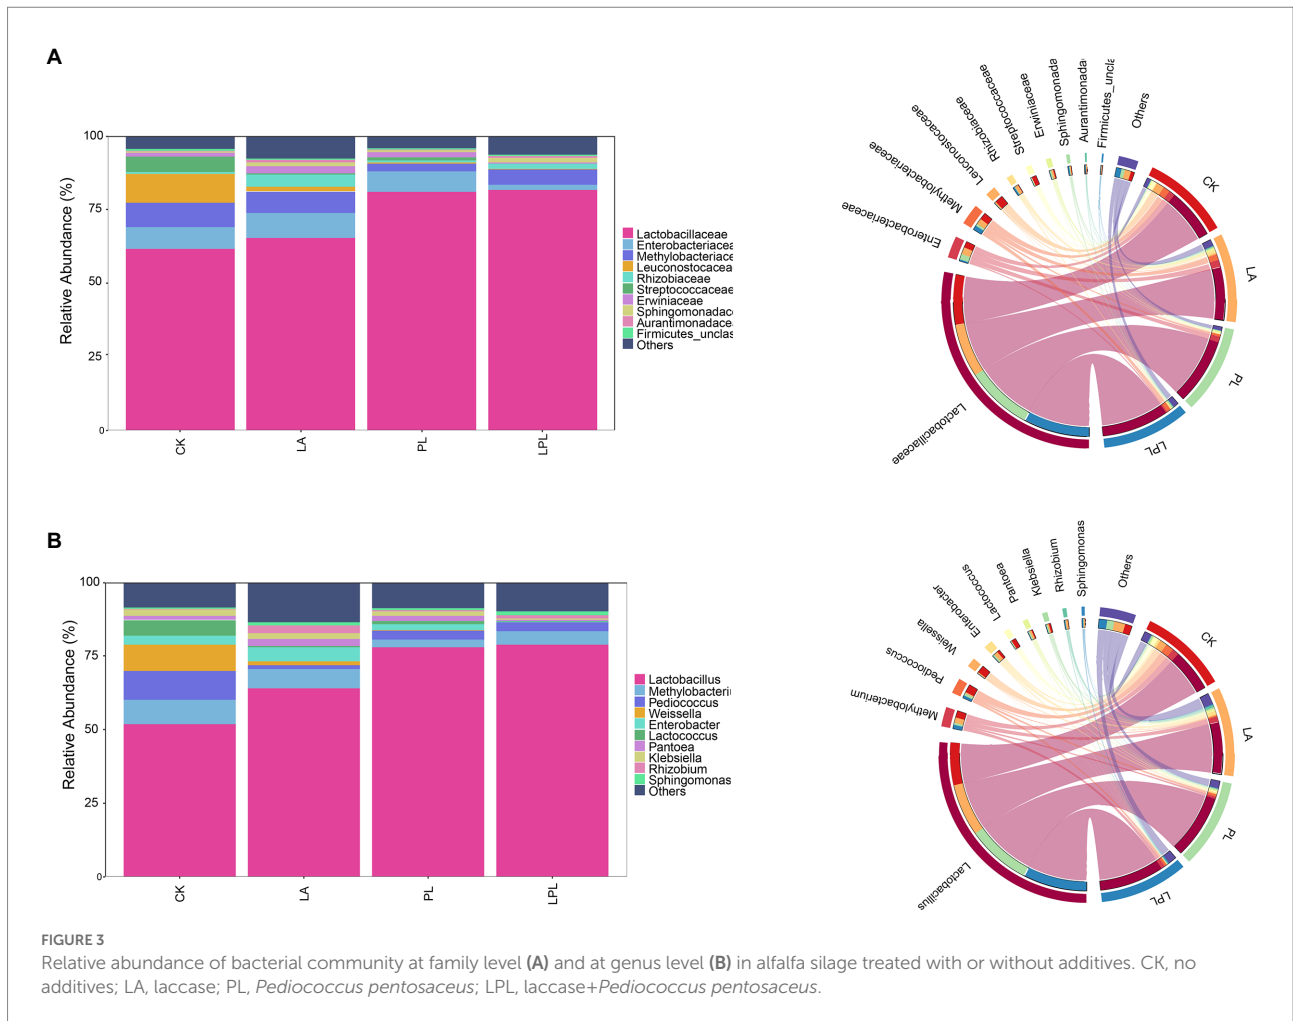 A
100
75
50
25
0
Relative Abundance (%)
CK
LA
PL
LPL
Lactobacillaceae
Enterobacteriacea
Methylobacteriace
Leuconostocacea
Rhizobiaceae
Streptococcaceae
Erwiniaceae
Sphingomonadac
Aurantimonadace
Firmicutes_unclas
Others
Lactobacillaceae
Enterobacteriaceae
Methylobacteriaceae
Leuconostocaceae
Rhizobiaceae
Streptococcaceae
Erwiniaceae
Sphingomonada
Aurantimonada
Firmicutes_uncla
Others
CK
LA
PL
LPL
B
100
75
50
25
0
Relative Abundance (%)
CK
LA
PL
LPL
Lactobacillus
Methylobacteri
Pediococcus
Weissella
Enterobacter
Lactococcus
Pantoea
Klebsiella
Rhizobium
Sphingomonas
Others
Lactobacillus
Methylobacterium
Pediococcus
Weissella
Enterobacter
Lactococcus
Pantoea
Klebsiella
Rhizobium
Sphingomonas
Others
CK
LA
PL
LPL
FIGURE 3
Relative abundance of bacterial community at family level (A) and at genus level (B) in alfalfa silage treated with or without additives. CK, no
additives; LA, laccase; PL, Pediococcus pentosaceus; LPL, laccase+Pediococcus pentosaceus.